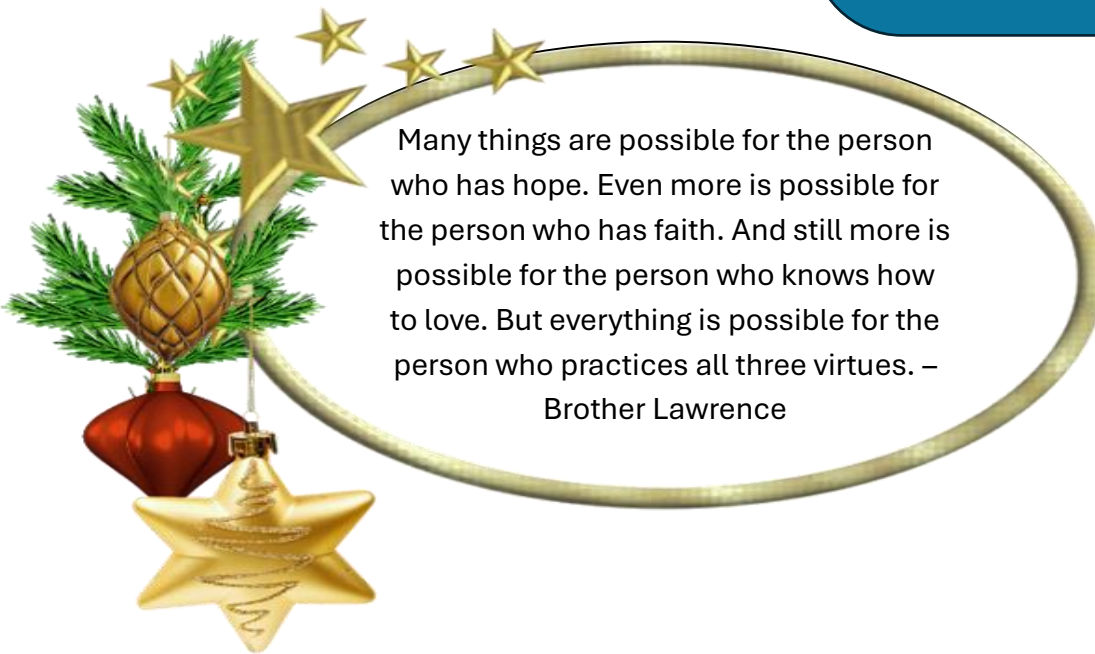 Many things are possible for the person
who has hope. Even more is possible for
the person who has faith. And still more is
possible for the person who knows how
to love. But everything is possible for the
person who practices all three virtues. –
Brother Lawrence